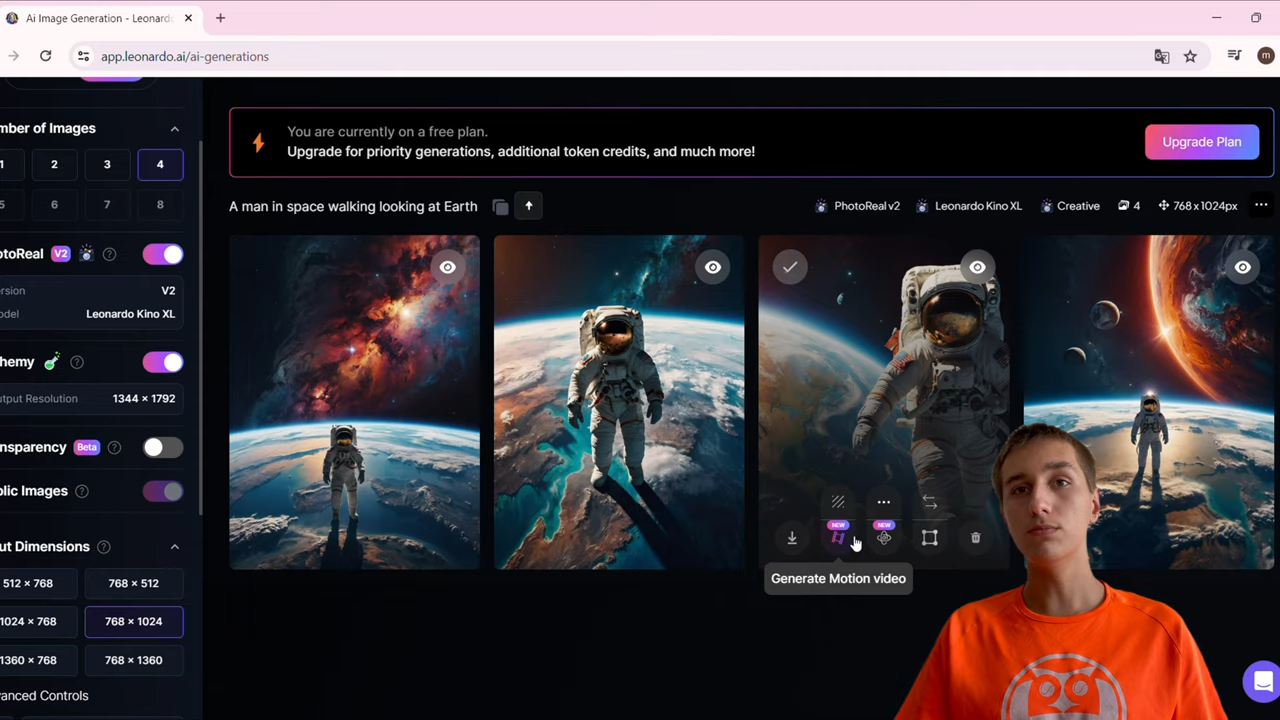 Ai Image Generation - Leonardo
app.leonardo.ai/ai-generations
m
mber of Images
1 2 3 4
5 6 7 8
otoReal V2
ersion V2
odel Leonardo Kino XL
hemy
utput Resolution 1344 × 1792
nsparency Beta
blic Images
ut Dimensions
512 × 768 768 × 512
1024 × 768 768 × 1024
1360 × 768 768 × 1360
vanced Controls
You are currently on a free plan.
Upgrade for priority generations, additional token credits, and much more!
Upgrade Plan
A man in space walking looking at Earth
PhotoReal v2 Leonardo Kino XL Creative 4 768 x 1024px
NEW NEW
Generate Motion video